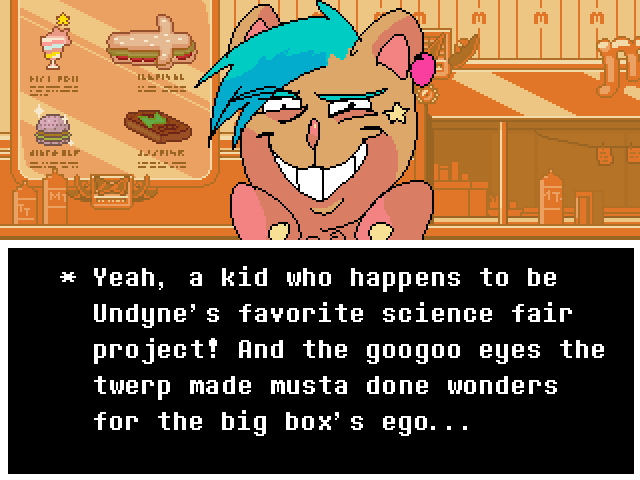 * Yeah, a kid who happens to be
Undyne's favorite science fair
project! And the googoo eyes the
twerp made musta done wonders
for the big box's ego...